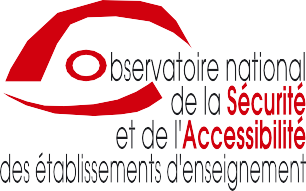 Observatoire national
de la Sécurité
et de l'Accessibilité
des établissements d'enseignement